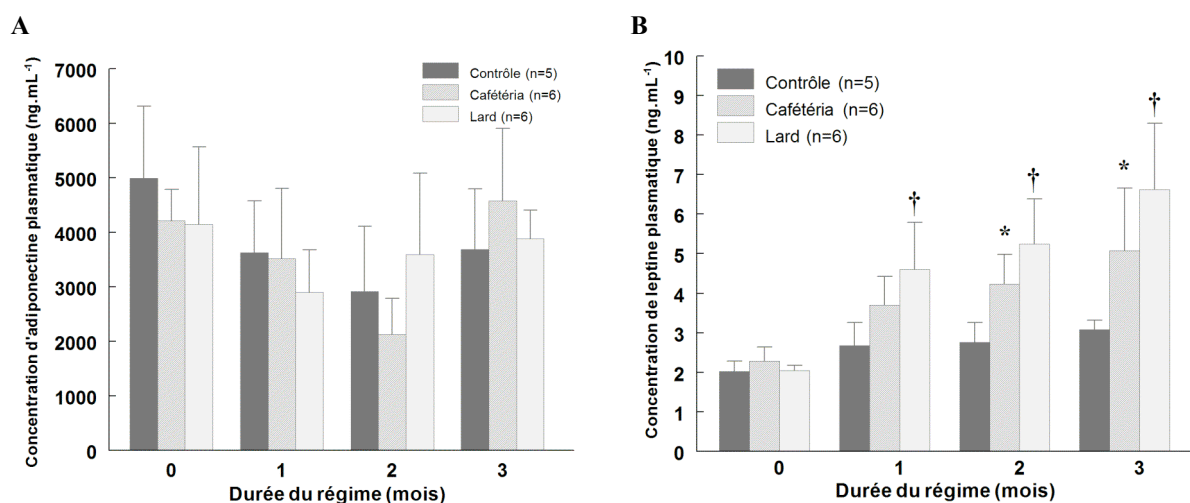 A
Concentration d'adiponectine plasmatique (ng.mL⁻¹)
7000
6000
5000
4000
3000
2000
1000
0
Contrôle (n=5)
Cafétéria (n=6)
Lard (n=6)
0 1 2 3
Durée du régime (mois)
B
Concentration de leptine plasmatique (ng.mL⁻¹)
10
9
8
7
6
5
4
3
2
1
0
Contrôle (n=5)
Cafétéria (n=6)
Lard (n=6)
†
* †
* †
0 1 2 3
Durée du régime (mois)